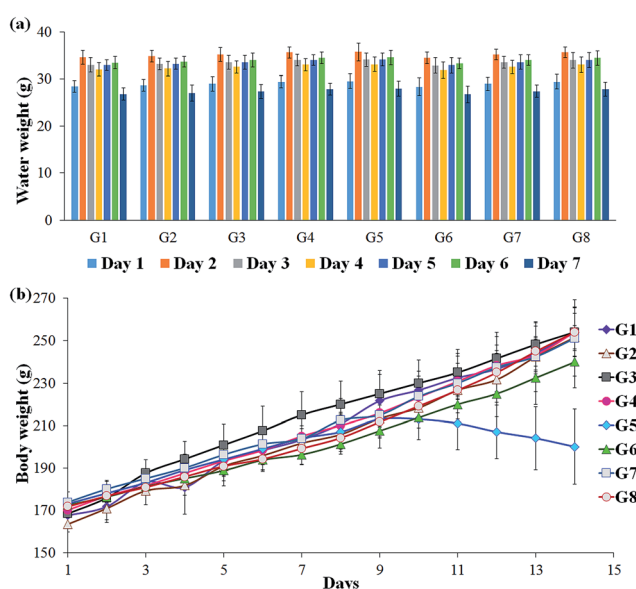 (a)
40
30
20
10
0
Water weight (g)
G1 G2 G3 G4 G5 G6 G7 G8
Day 1 Day 2 Day 3 Day 4 Day 5 Day 6 Day 7
(b)
270
250
230
210
190
170
150
Body weight (g)
1 3 5 7 9 11 13 15
Days
G1
G2
G3
G4
G5
G6
G7
G8